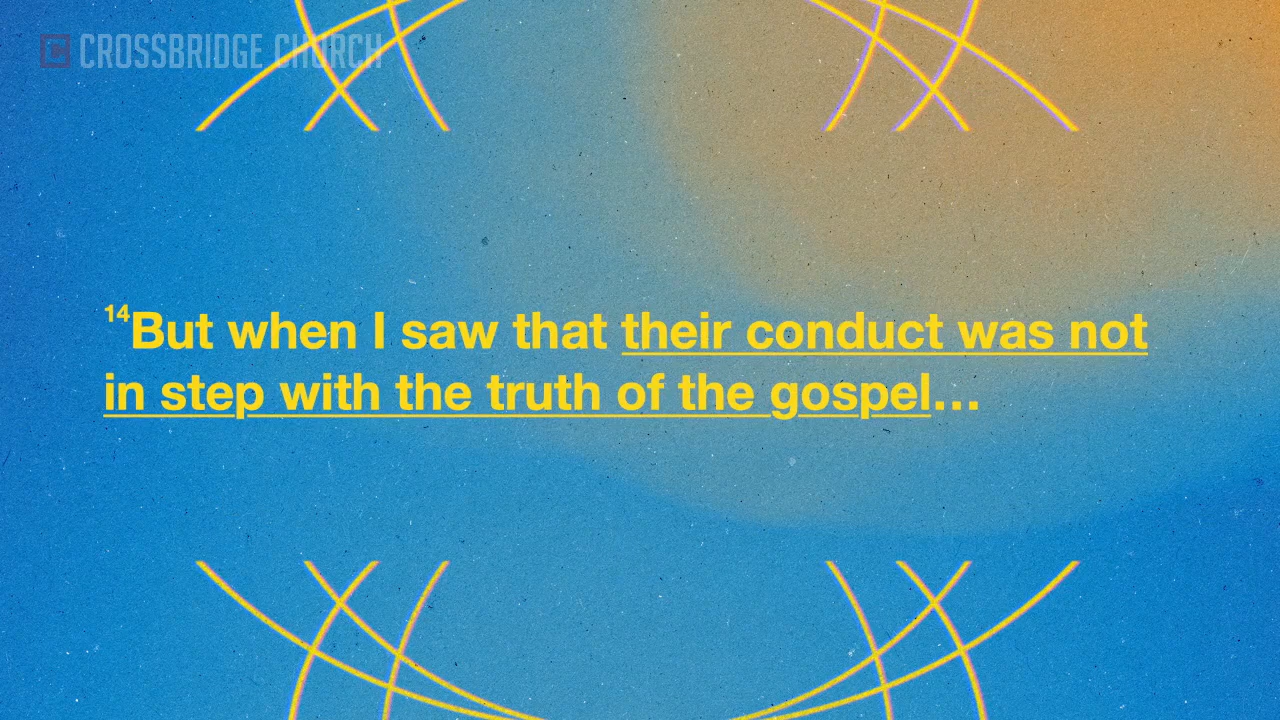 CROSSBRIDGE CHURCH
14But when I saw that their conduct was not
in step with the truth of the gospel...